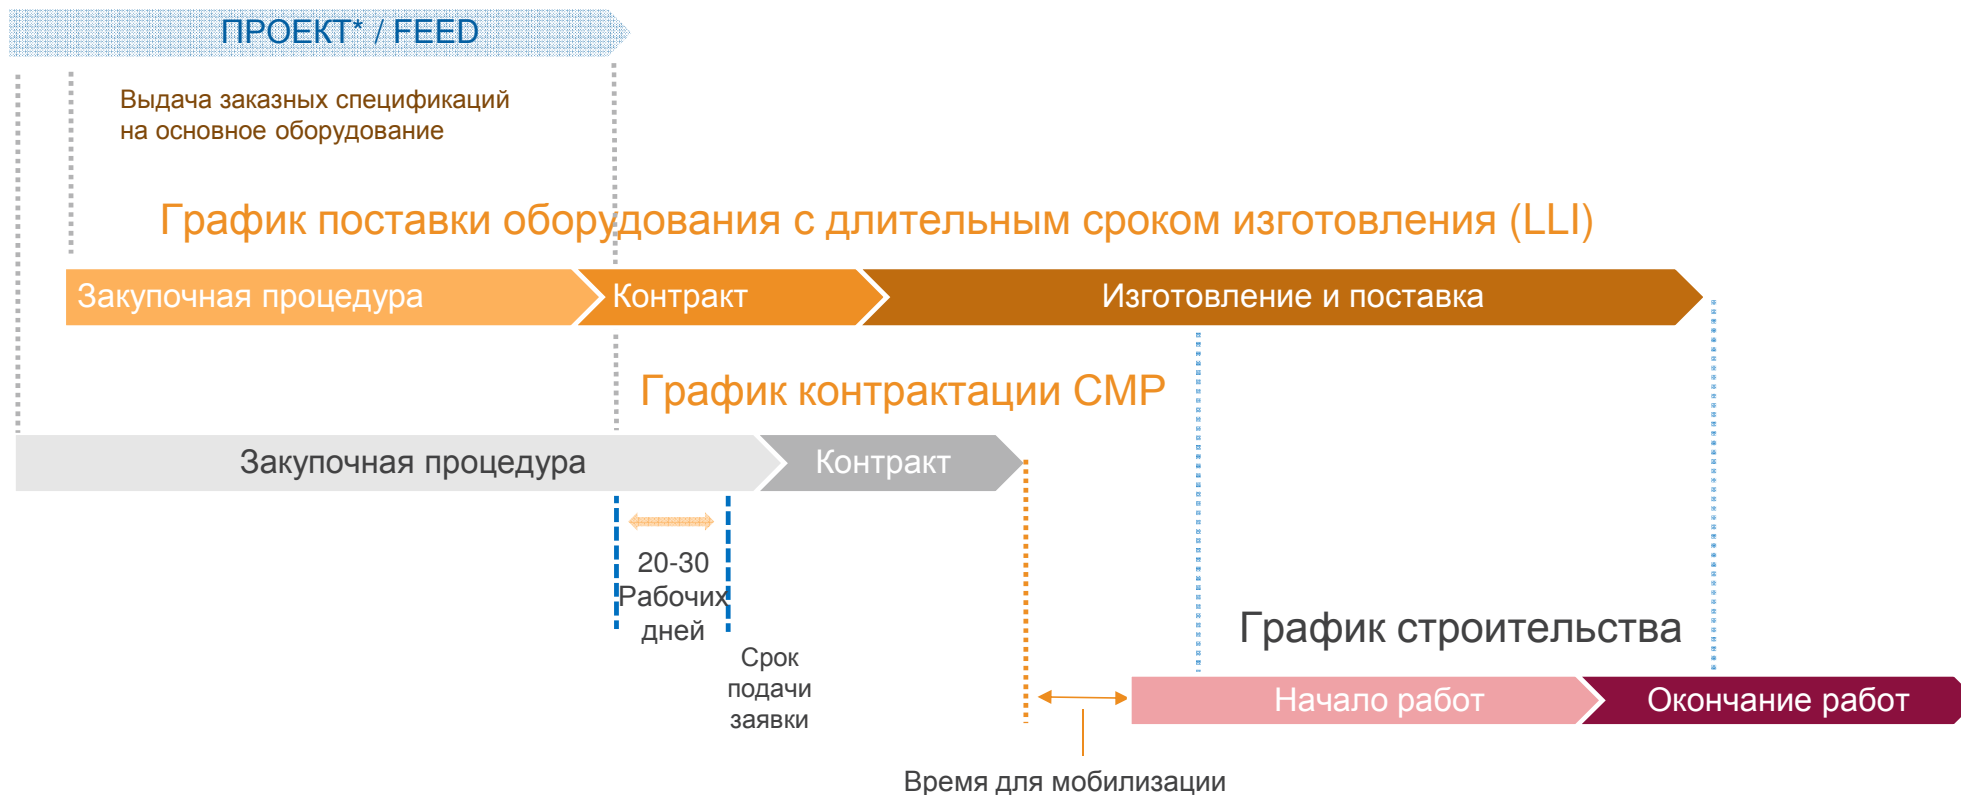 ПРОЕКТ* / FEED
Выдача заказных спецификаций
на основное оборудование
График поставки оборудования с длительным сроком изготовления (LLI)
Закупочная процедура
Контракт
Изготовление и поставка
График контрактации СМР
Закупочная процедура
Контракт
20-30
Рабочих
дней
Срок
подачи
заявки
График строительства
Начало работ
Окончание работ
Время для мобилизации